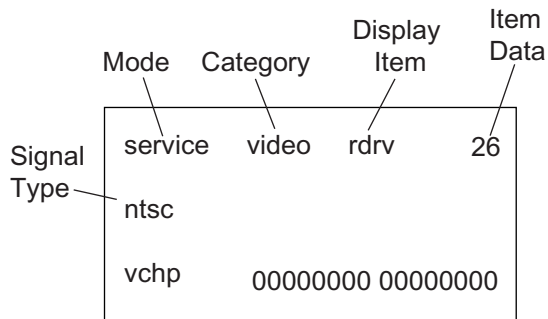 Display
Item
Item
Data
Mode
Category
service video rdrv 26
Signal
Type
ntsc
vchp 00000000 00000000